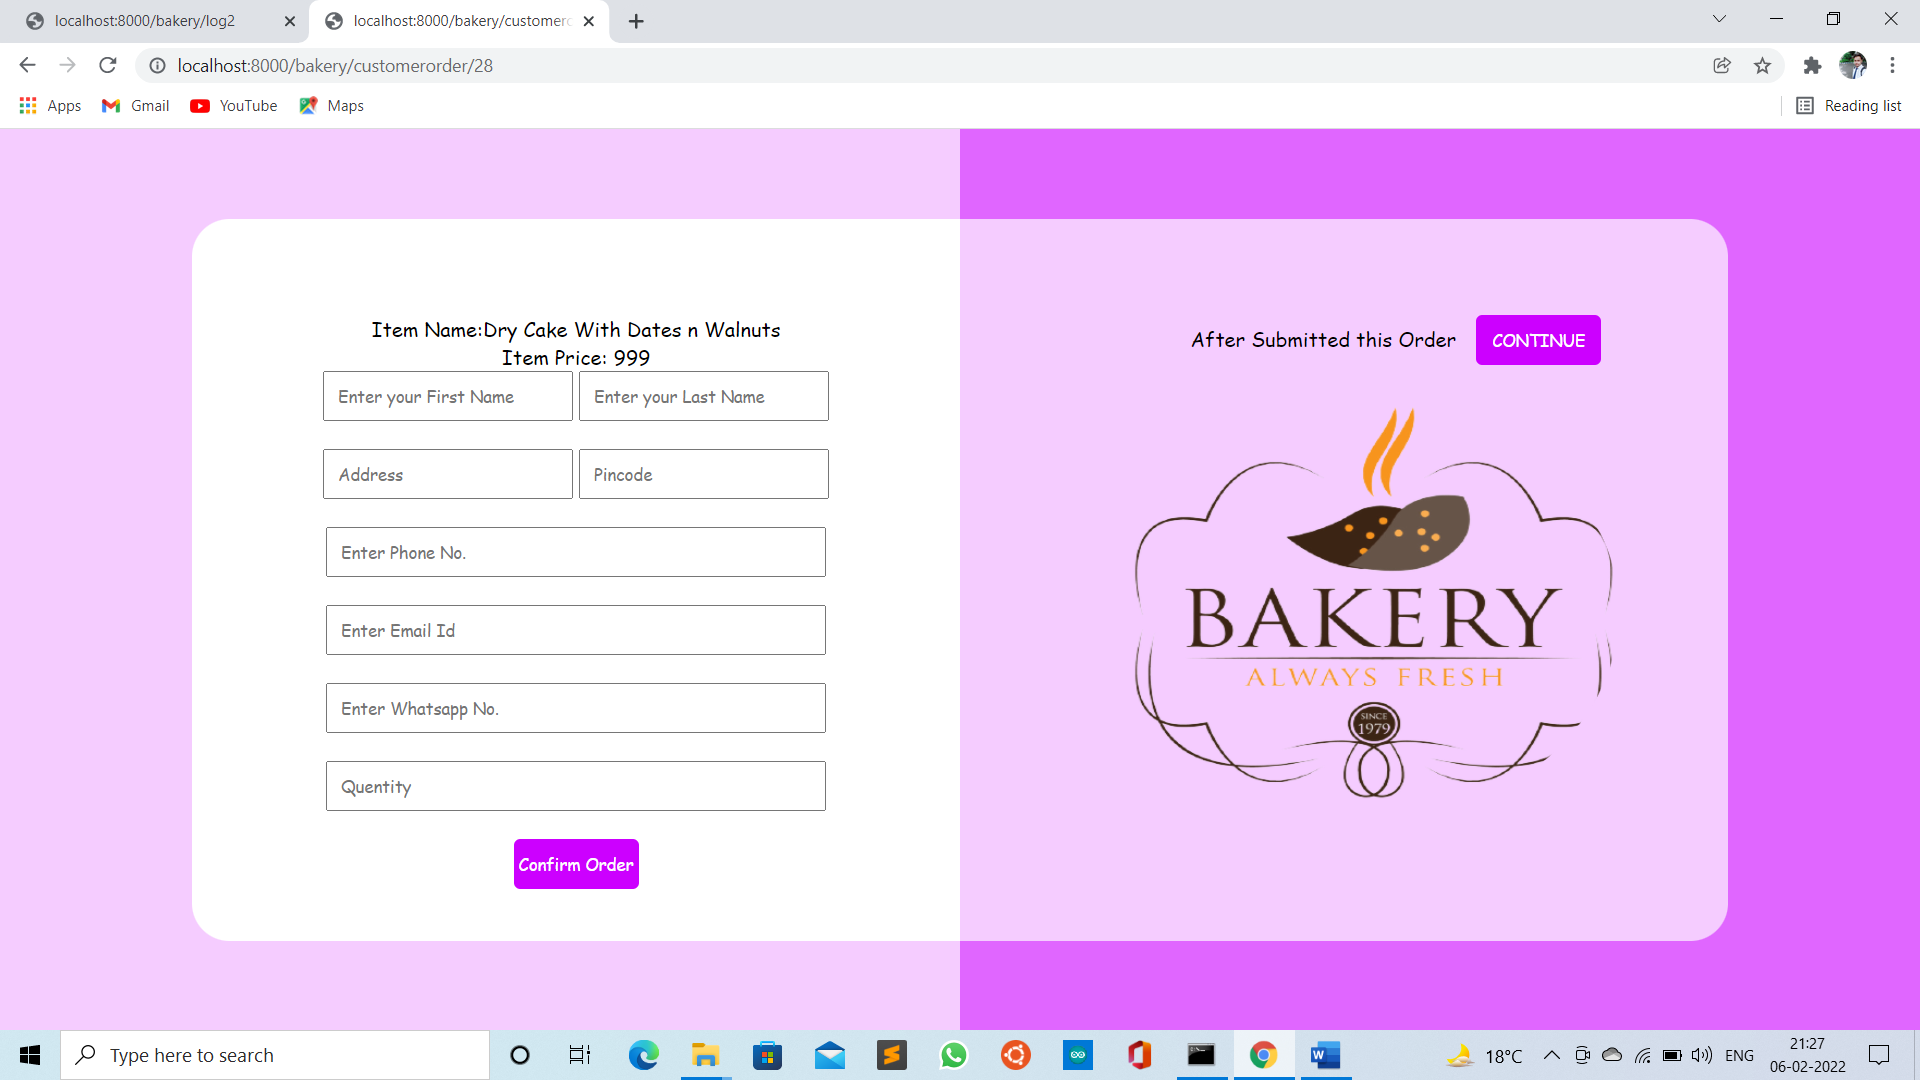 localhost:8000/bakery/log2
localhost:8000/bakery/customero
localhost:8000/bakery/customerorder/28
Apps
Gmail
YouTube
Maps
Reading list
Item Name:Dry Cake With Dates n Walnuts
Item Price: 999
Enter your First Name
Enter your Last Name
Address
Pincode
Enter Phone No.
Enter Email Id
Enter Whatsapp No.
Quentity
Confirm Order
After Submitted this Order
CONTINUE
BAKERY
ALWAYS FRESH
SINCE
1979
Type here to search
18°C
ENG
21:27
06-02-2022